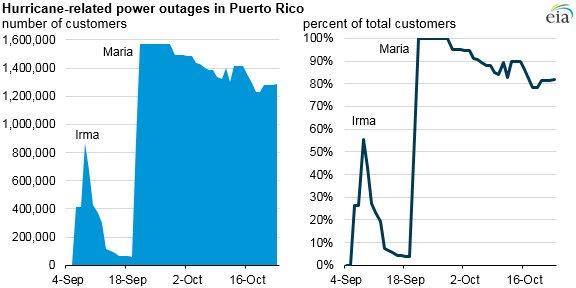 Hurricane-related power outages in Puerto Rico
number of customers
percent of total customers
eia
1,600,000
1,400,000
1,200,000
1,000,000
800,000
600,000
400,000
200,000
0
Maria
Irma
4-Sep
18-Sep
2-Oct
16-Oct
100%
90%
80%
70%
60%
50%
40%
30%
20%
10%
0%
Maria
Irma
4-Sep
18-Sep
2-Oct
16-Oct